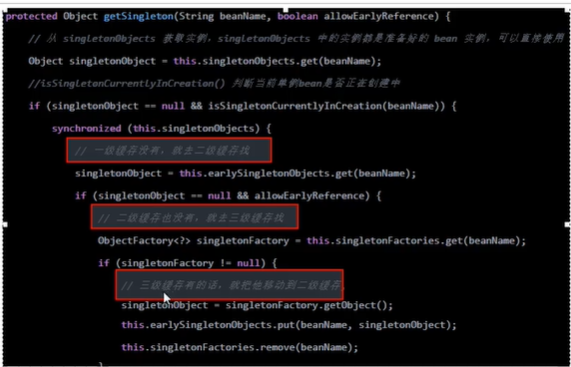 protected Object getSingleton(String beanName, boolean allowEarlyReference) {
// 从 singletonObjects 获取实例，singletonObjects 中的实例都是准备好的 bean 实例，可以直接使用
Object singletonObject = this.singletonObjects.get(beanName);
//isSingletonCurrentlyInCreation() 判断当前单例bean是否正在创建中
if (singletonObject == null && isSingletonCurrentlyInCreation(beanName)) {
synchronized (this.singletonObjects) {
// 一级缓存没有，就去二级缓存找
singletonObject = this.earlySingletonObjects.get(beanName);
if (singletonObject == null && allowEarlyReference) {
// 二级缓存也没有，就去三级缓存找
ObjectFactory<?> singletonFactory = this.singletonFactories.get(beanName);
if (singletonFactory != null) {
// 三级缓存有的话，就把他移动到二级缓存
singletonObject = singletonFactory.getObject();
this.earlySingletonObjects.put(beanName, singletonObject);
this.singletonFactories.remove(beanName);
}